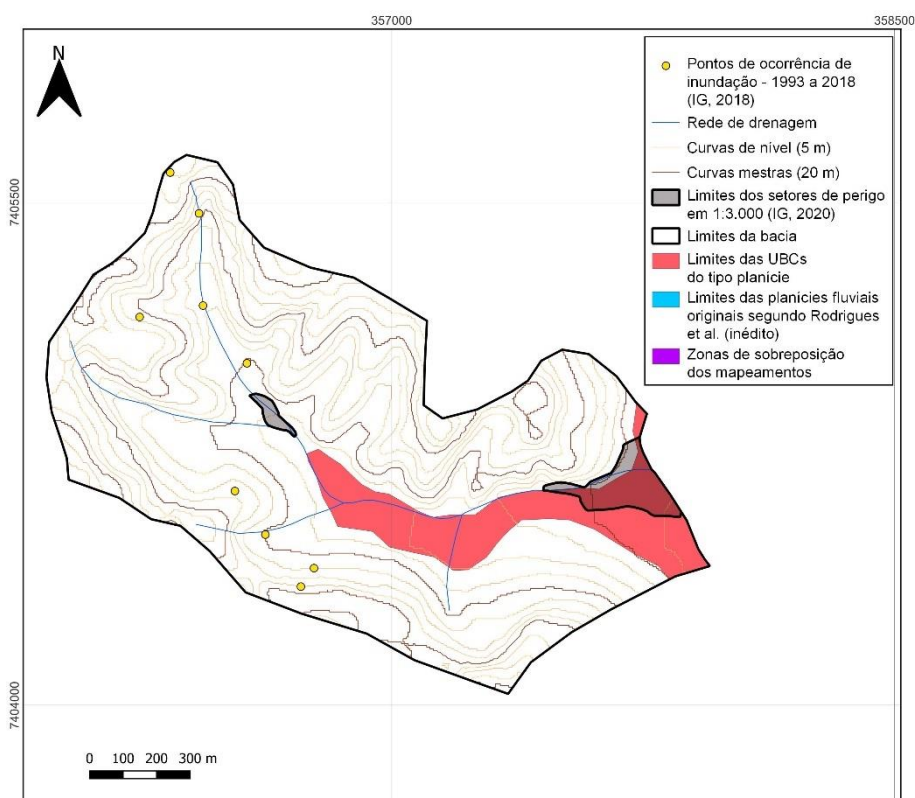 357000
358500
N
7405500
7404000
Pontos de ocorrência de
inundação - 1993 a 2018
(IG, 2018)
Rede de drenagem
Curvas de nível (5 m)
Curvas mestras (20 m)
Limites dos setores de perigo
em 1:3.000 (IG, 2020)
Limites da bacia
Limites das UBCs
do tipo planície
Limites das planícies fluviais
originais segundo Rodrigues
et al. (inédito)
Zonas de sobreposição
dos mapeamentos
0 100 200 300 m